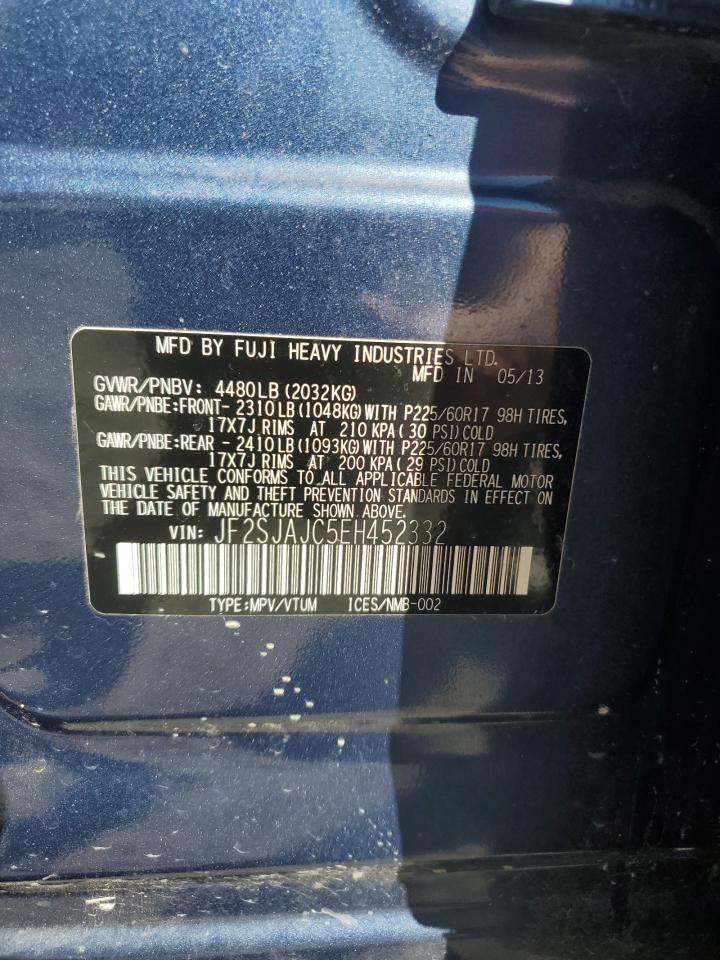 MFD BY FUJI HEAVY INDUSTRIES LTD.
MFD IN 05/13
GVWR/PNBV: 4480LB (2032KG)
GAWR/PNBE:FRONT- 2310LB (1048KG) WITH P225/60R17 98H TIRES,
17X7J RIMS AT 210 KPA (30 PSI) COLD
GAWR/PNBE:REAR - 2410LB (1093KG) WITH P225/60R17 98H TIRES,
17X7J RIMS AT 200 KPA (29 PSI) COLD
THIS VEHICLE CONFORMS TO ALL APPLICABLE FEDERAL MOTOR
VEHICLE SAFETY AND THEFT PREVENTION STANDARDS IN EFFECT ON
THE DATE OF MANUFACTURE SHOWN ABOVE.
VIN: JF2SJAJC5EH452332
TYPE:MPV/VTUM ICES/NMB-002